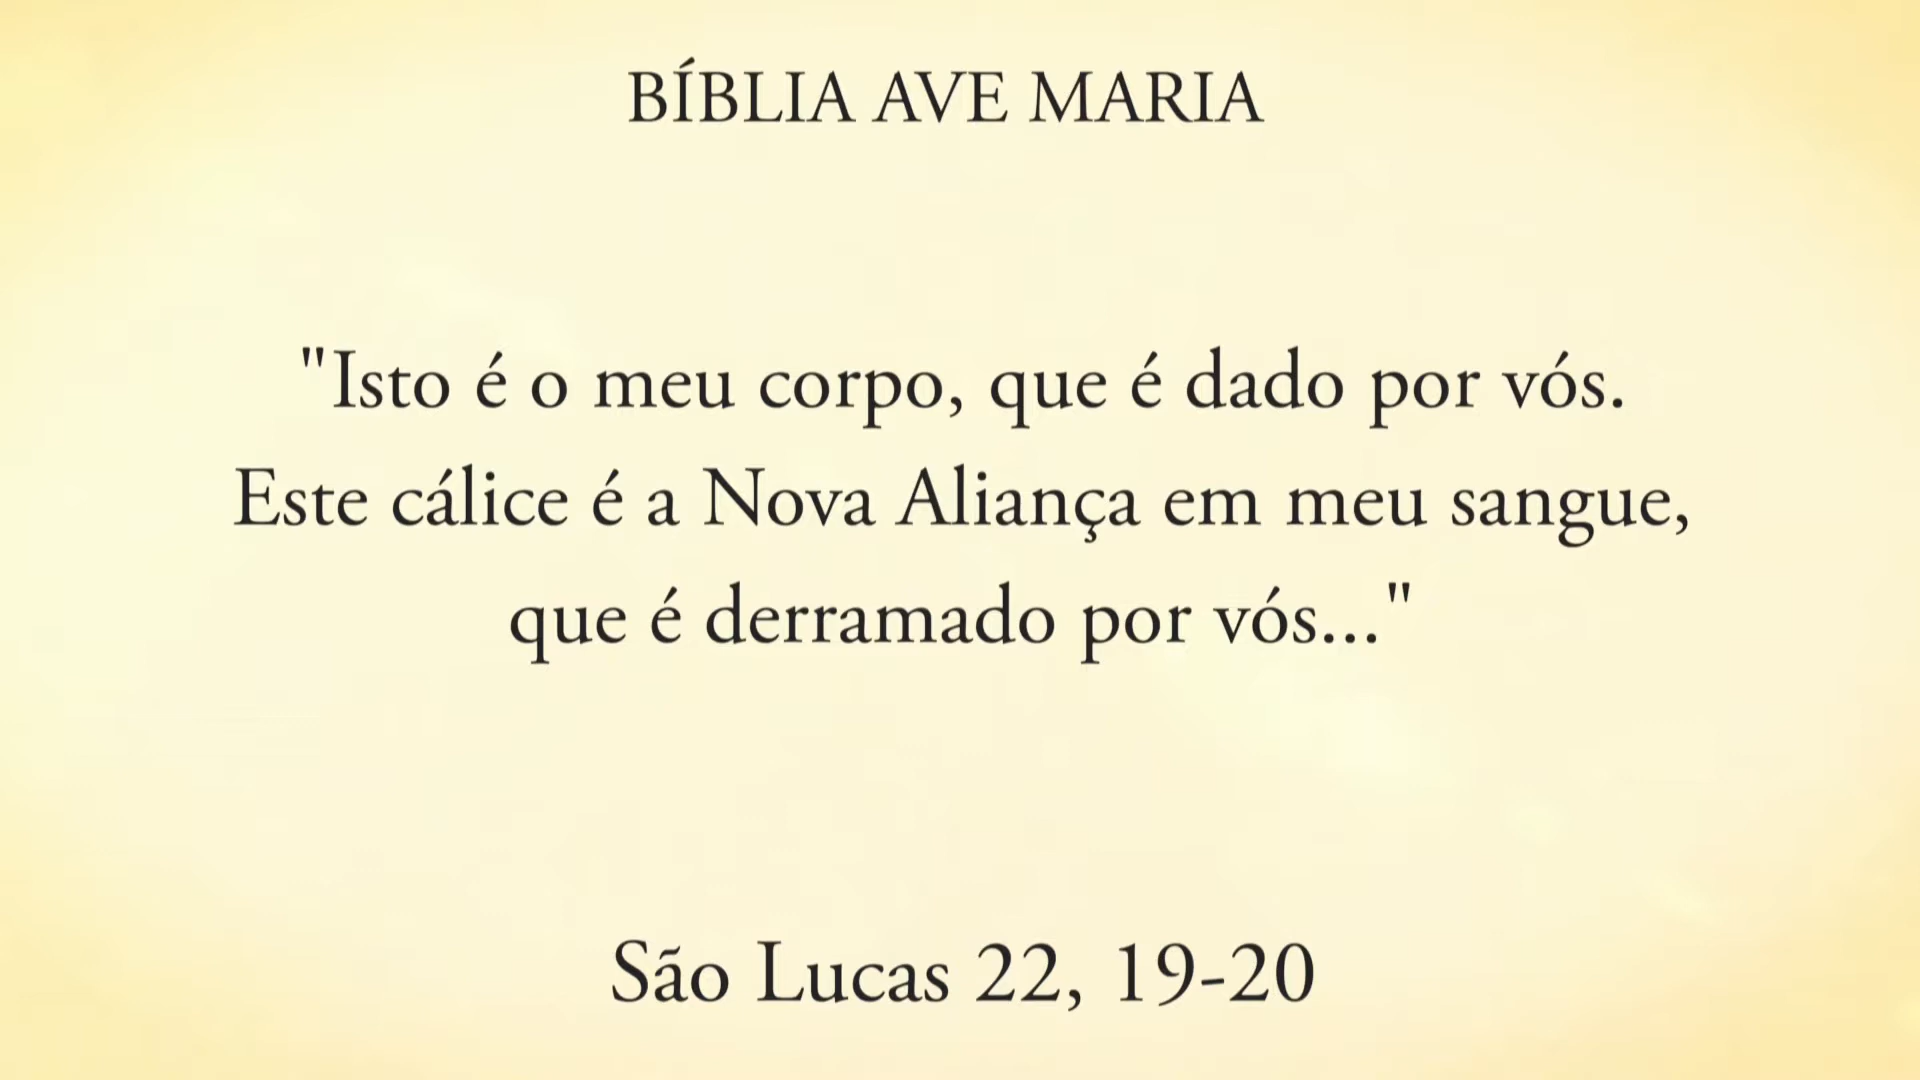 BÍBLIA AVE MARIA
"Isto é o meu corpo, que é dado por vós.
Este cálice é a Nova Aliança em meu sangue,
que é derramado por vós..."
São Lucas 22, 19-20